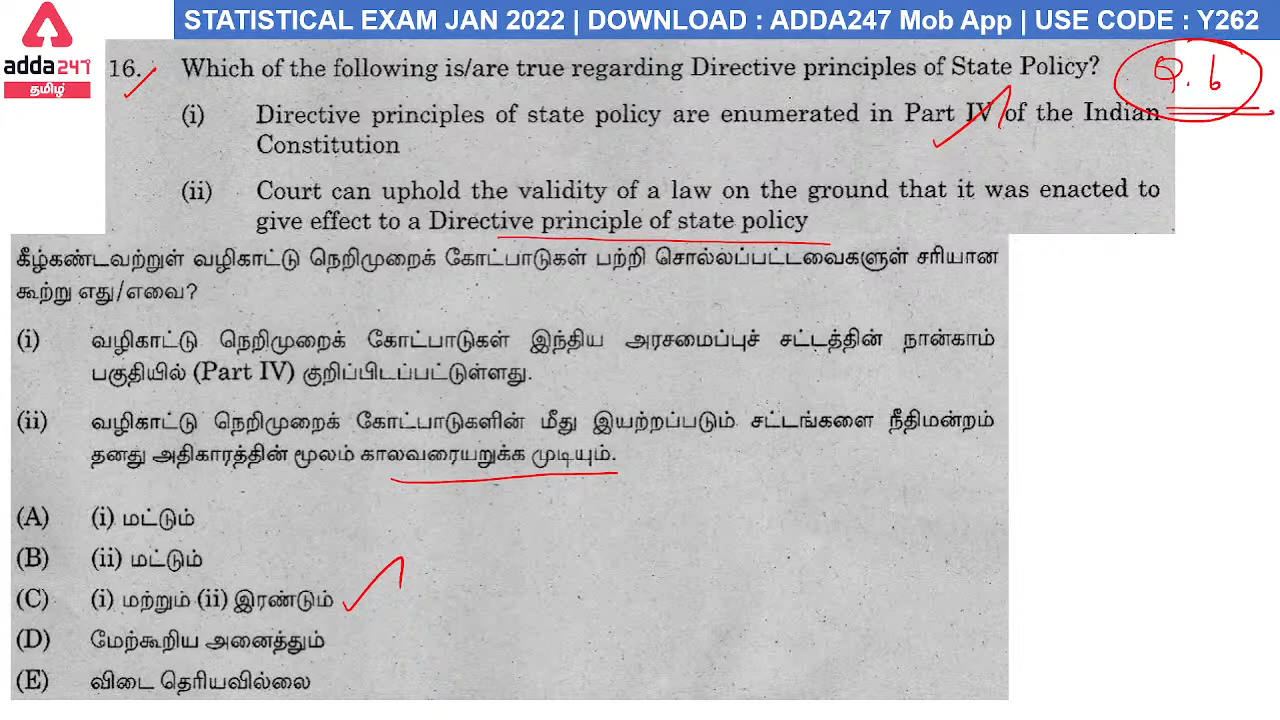 STATISTICAL EXAM JAN 2022 | DOWNLOAD : ADDA247 Mob App | USE CODE : Y262
adda247
தமிழ்
16. Which of the following is/are true regarding Directive principles of State Policy?
(i) Directive principles of state policy are enumerated in Part IV of the Indian
Constitution
(ii) Court can uphold the validity of a law on the ground that it was enacted to
give effect to a Directive principle of state policy
கீழ்கண்டவற்றுள் வழிகாட்டு நெறிமுறைக் கோட்பாடுகள் பற்றி சொல்லப்பட்டவைகளுள் சரியான
கூற்று எது/எவை?
(i) வழிகாட்டு நெறிமுறைக் கோட்பாடுகள் இந்திய அரசமைப்புச் சட்டத்தின் நான்காம்
பகுதியில் (Part IV) குறிப்பிடப்பட்டுள்ளது.
(ii) வழிகாட்டு நெறிமுறைக் கோட்பாடுகளின் மீது இயற்றப்படும் சட்டங்களை நீதிமன்றம்
தனது அதிகாரத்தின் மூலம் காலவரையறுக்க முடியும்.
(A) (i) மட்டும்
(B) (ii) மட்டும்
(C) (i) மற்றும் (ii) இரண்டும்
(D) மேற்கூறிய அனைத்தும்
(E) விடை தெரியவில்லை